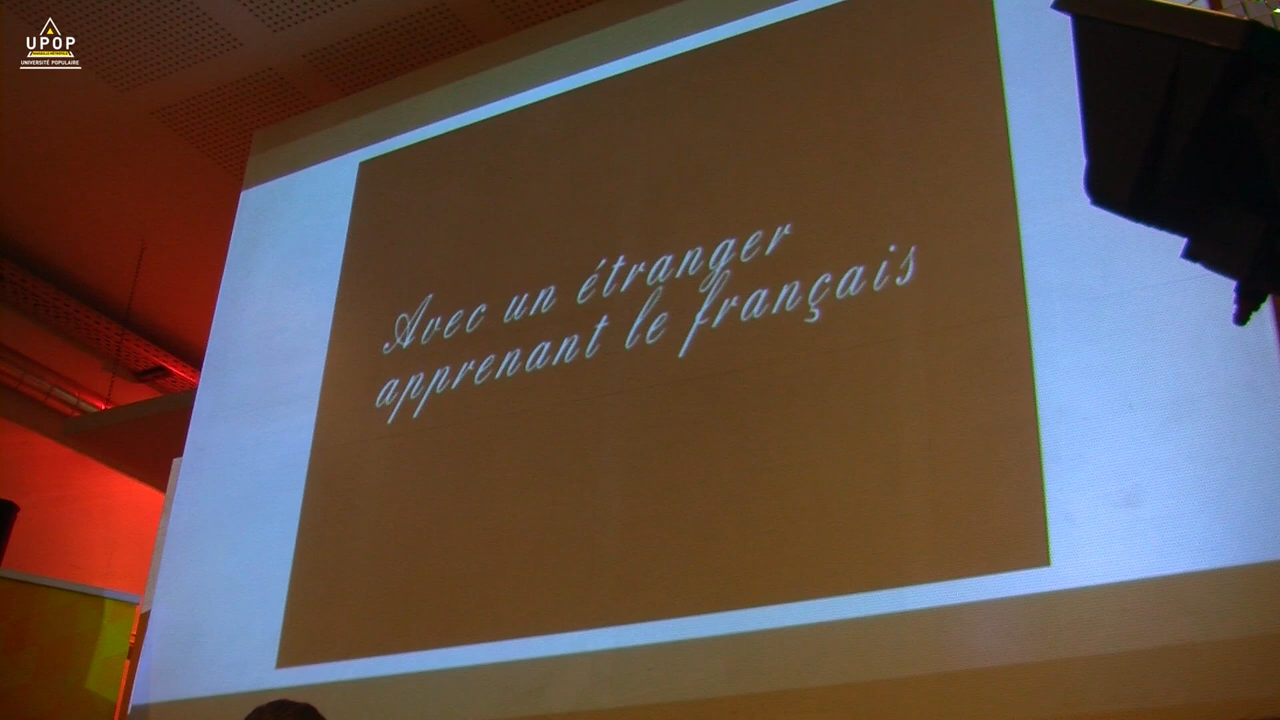 UPOP
UNIVERSITÉ POPULAIRE
Avec un étranger
apprenant le français